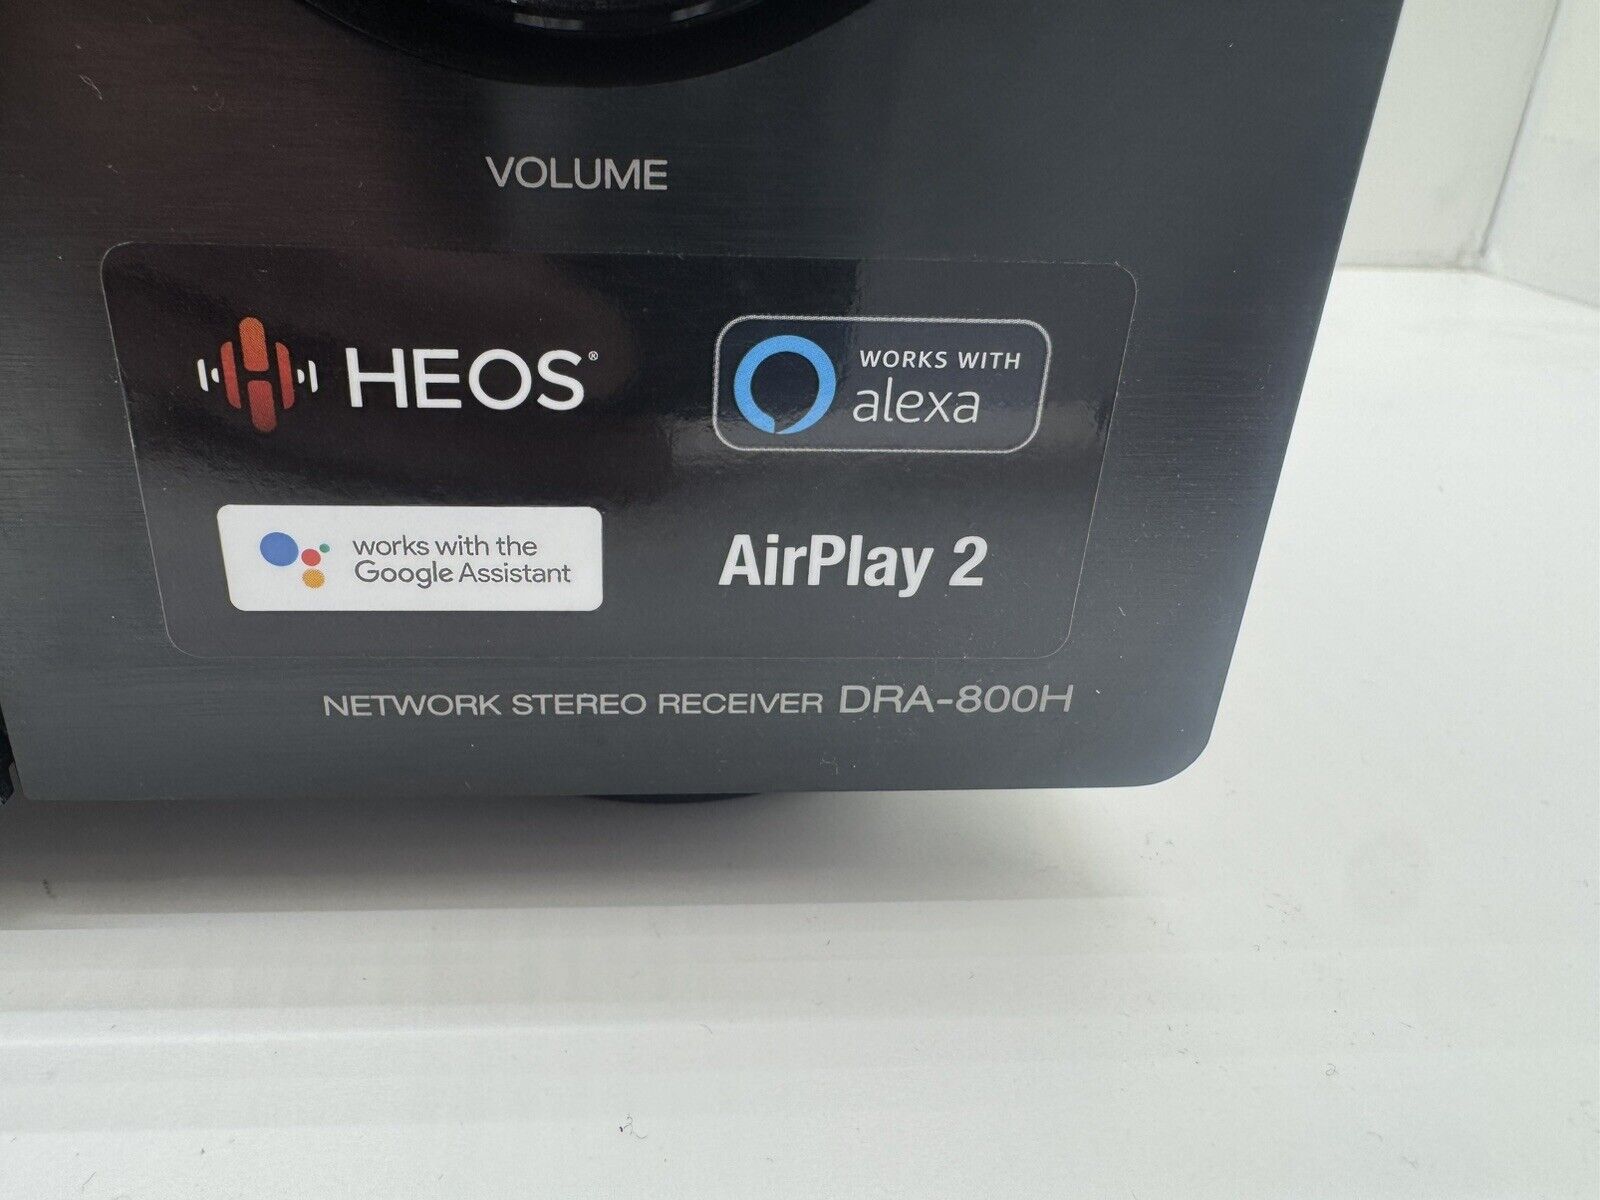 VOLUME
HEOS®
WORKS WITH
alexa
works with the
Google Assistant
AirPlay 2
NETWORK STEREO RECEIVER DRA-800H